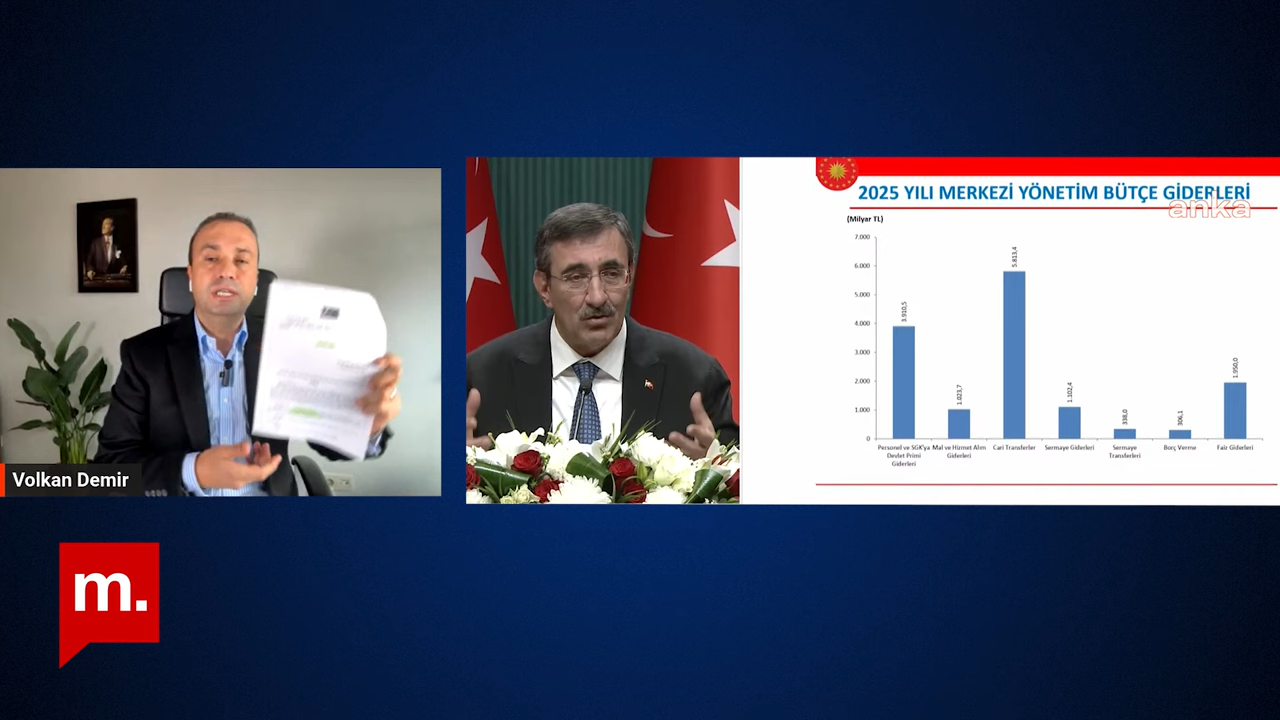 Volkan Demir
m.
2025 YILI MERKEZİ YÖNETİM BÜTÇE GİDERLERİ
anka
(Milyar TL)
7.000
6.000
5.000
4.000
3.000
2.000
1.000
0
3.910,5
1.023,7
5.813,4
1.102,4
338,0
306,1
1.950,0
Personel ve SGK'ya
Devlet Primi
Giderleri
Mal ve Hizmet Alım
Giderleri
Cari Transferler
Sermaye Giderleri
Sermaye
Transferleri
Borç Verme
Faiz Giderleri